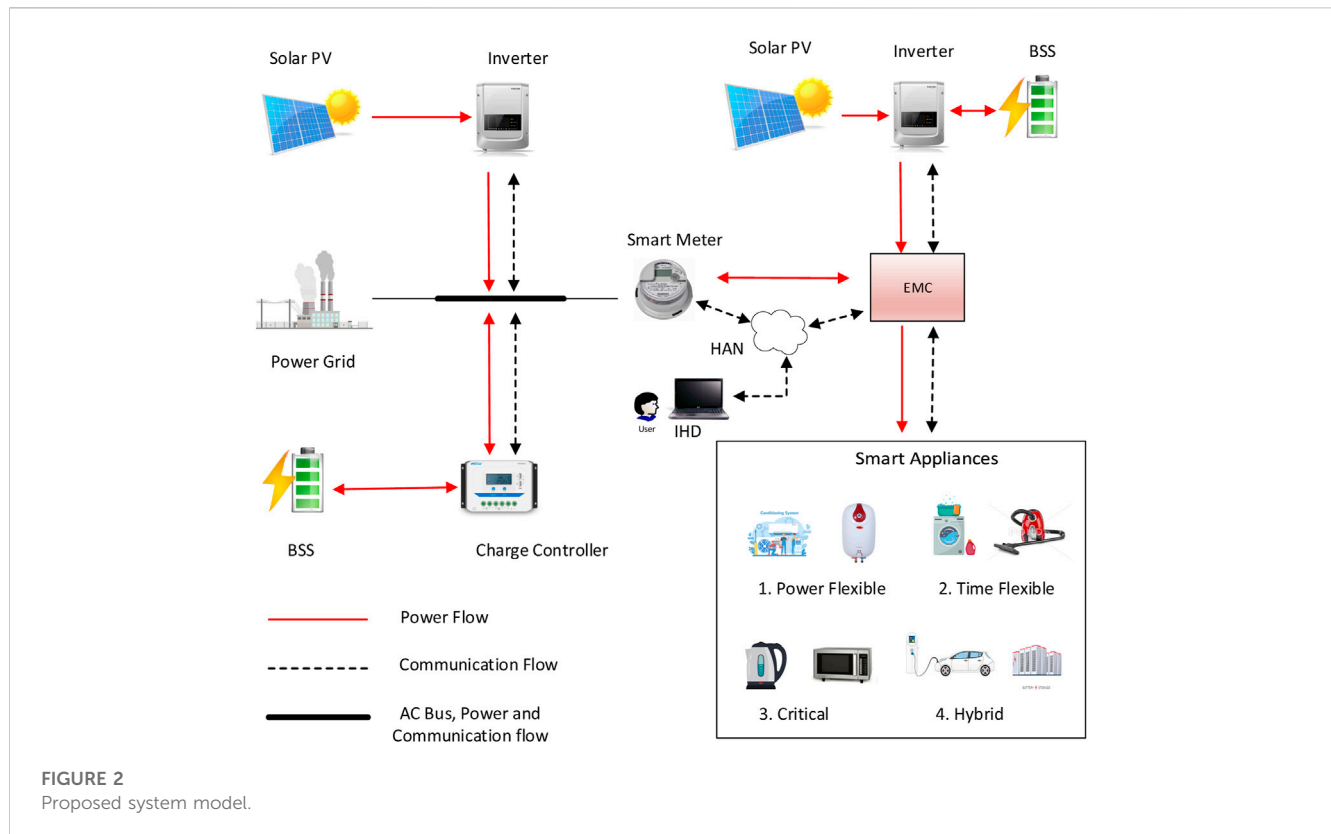 Solar PV
Inverter
Solar PV
Inverter
BSS
Smart Meter
EMC
HAN
Power Grid
User
IHD
BSS
Charge Controller
Smart Appliances
Conditioning System
1. Power Flexible
2. Time Flexible
3. Critical
4. Hybrid
Power Flow
Communication Flow
AC Bus, Power and
Communication flow
FIGURE 2
Proposed system model.